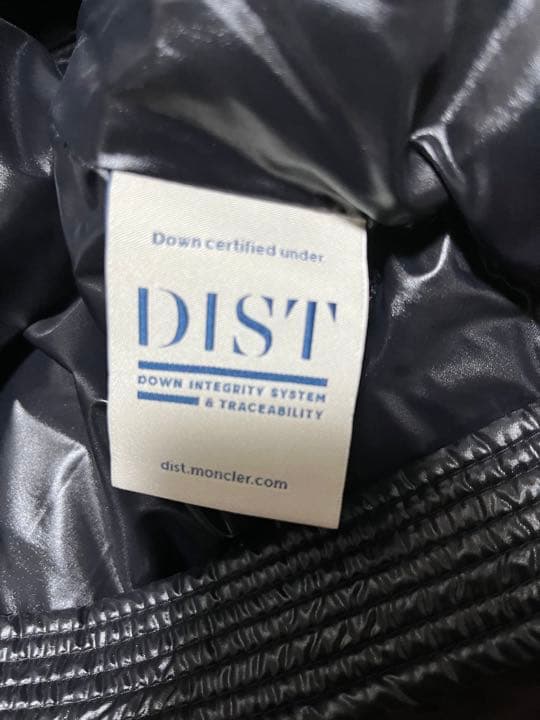 Down certified under
DIST
DOWN INTEGRITY SYSTEM
& TRACEABILITY
dist.moncler.com